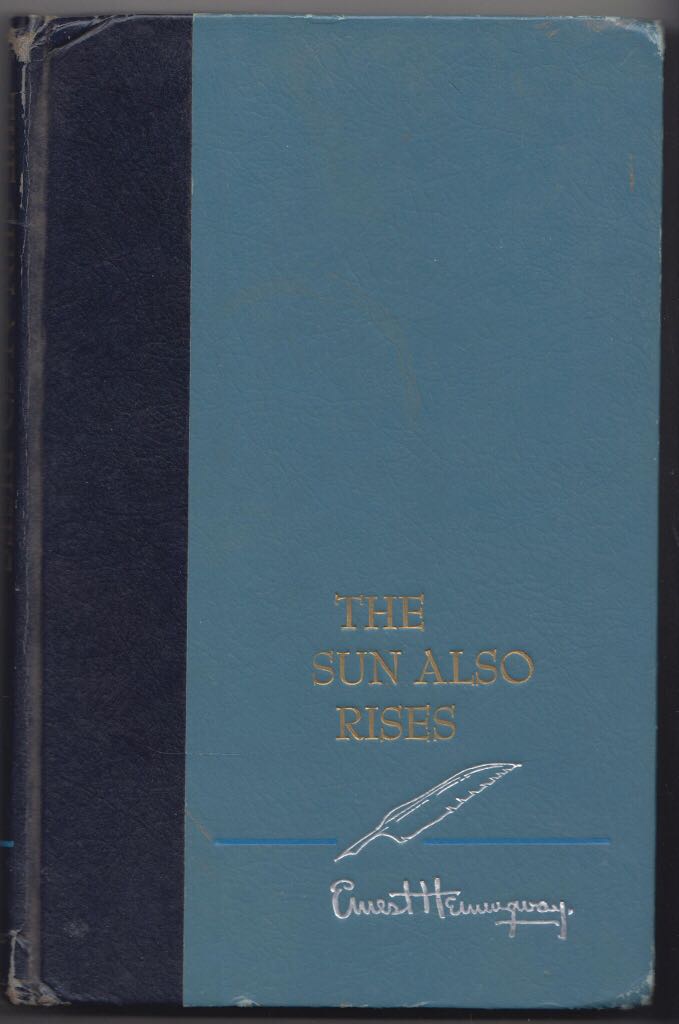 THE
SUN ALSO
RISES
Ernest Hemingway.